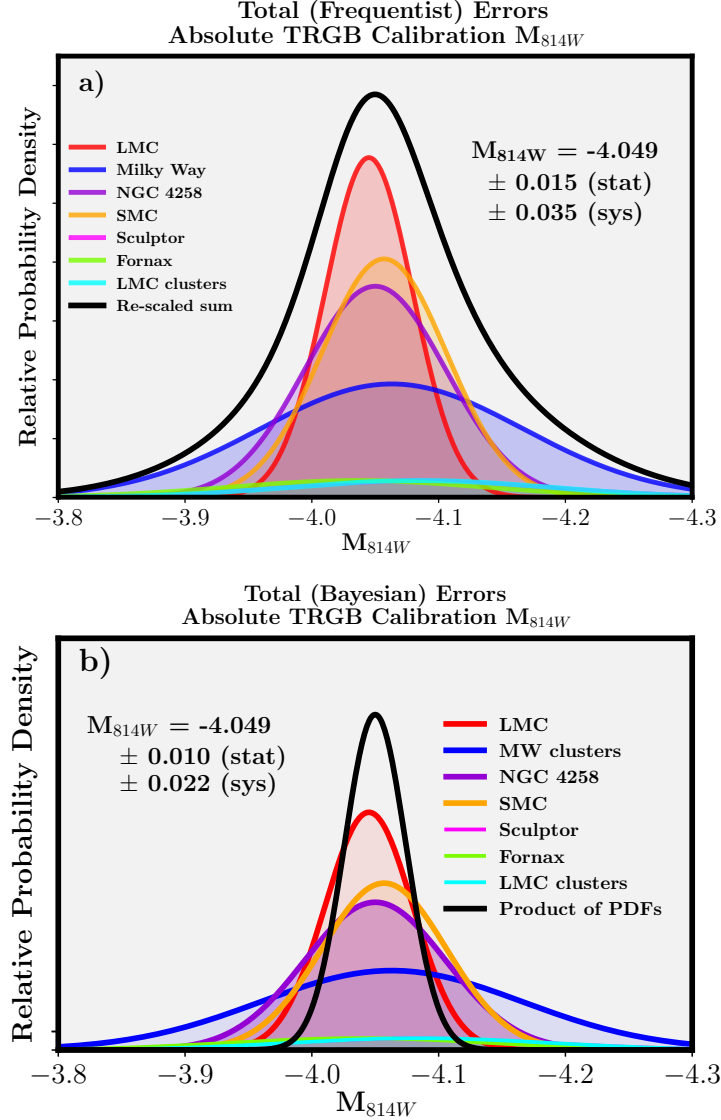 Total (Frequentist) Errors
Absolute TRGB Calibration M814W
a)
Relative Probability Density
LMC
Milky Way
NGC 4258
SMC
Sculptor
Fornax
LMC clusters
Re-scaled sum
M814W = -4.049
± 0.015 (stat)
± 0.035 (sys)
−3.8 −3.9 −4.0 −4.1 −4.2 −4.3
M814W
Total (Bayesian) Errors
Absolute TRGB Calibration M814W
b)
Relative Probability Density
M814W = -4.049
± 0.010 (stat)
± 0.022 (sys)
LMC
MW clusters
NGC 4258
SMC
Sculptor
Fornax
LMC clusters
Product of PDFs
−3.8 −3.9 −4.0 −4.1 −4.2 −4.3
M814W